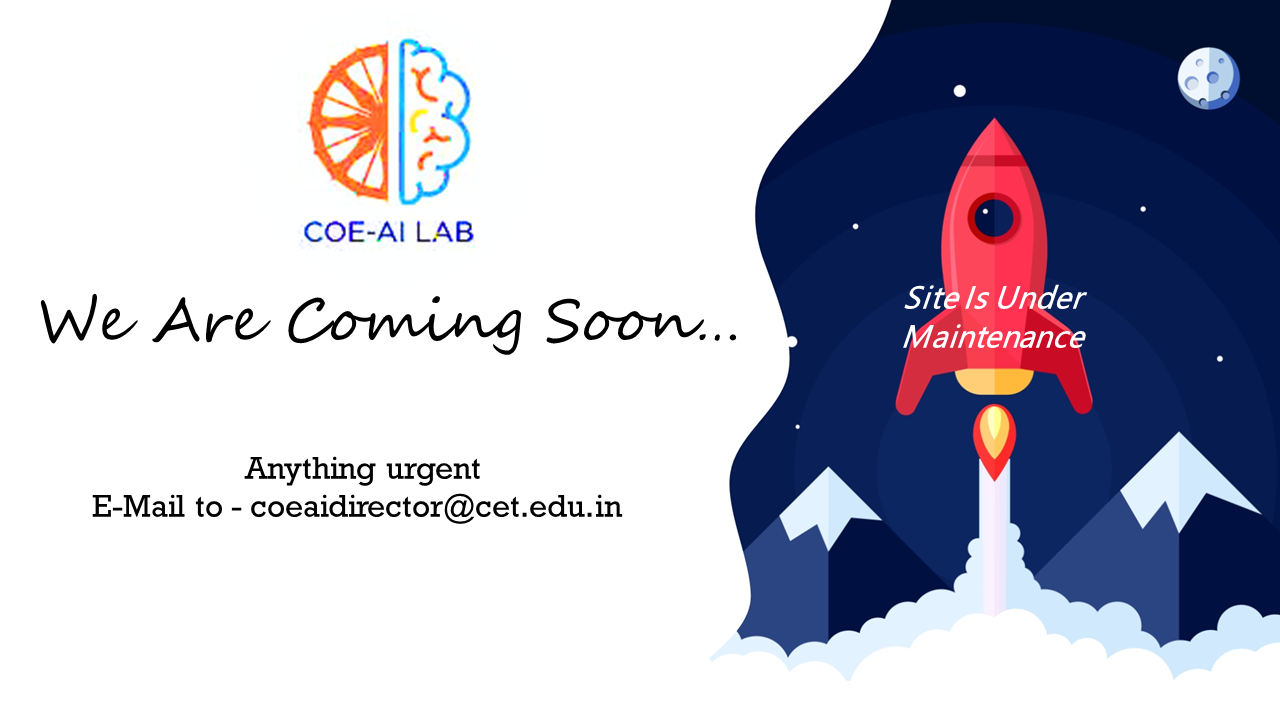 COE-AI LAB
We Are Coming Soon...
Site Is Under
Maintenance
Anything urgent
E-Mail to - coeaidirector@cet.edu.in